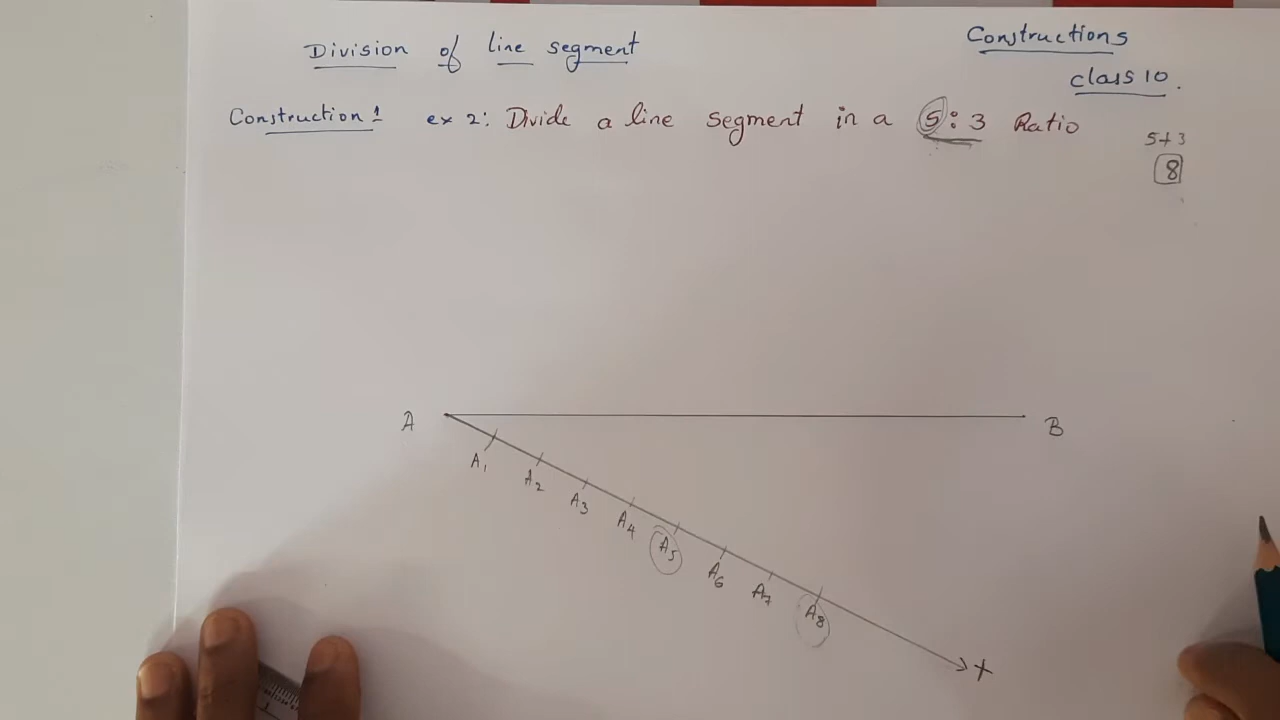 Division of line segment
Constructions
class 10.
Construction 1 ex 2: Divide a line segment in a 5:3 Ratio
5+3
8
A
B
A1
A2
A3
A4
A5
A6
A7
A8